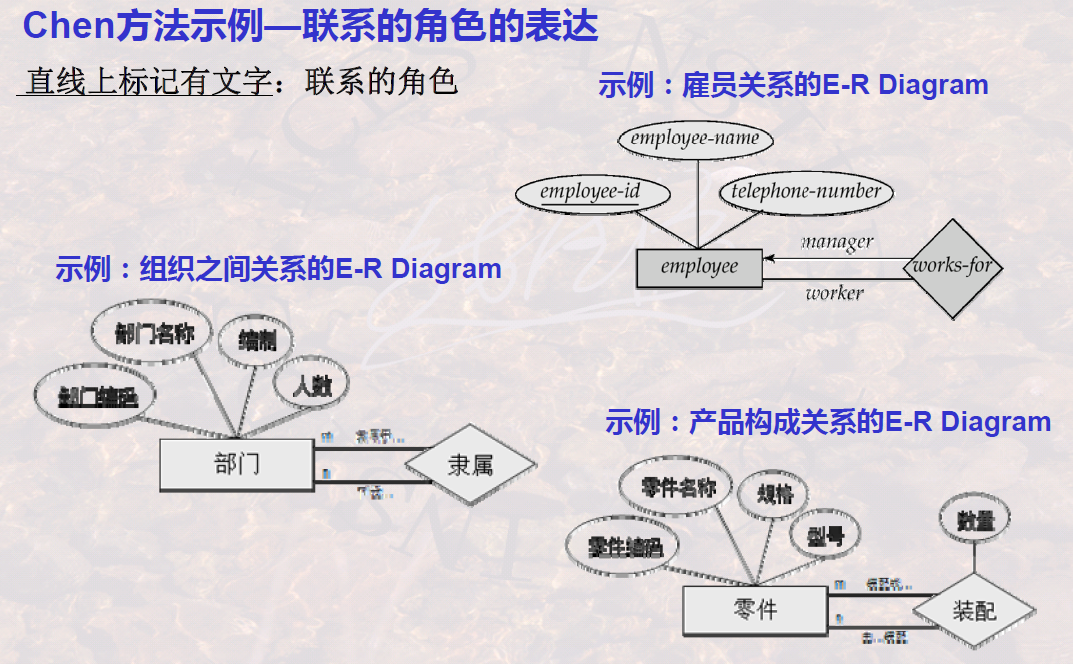 Chen方法示例—联系的角色的表达
直线上标记有文字：联系的角色
示例：雇员关系的E-R Diagram
employee-name
employee-id
telephone-number
employee
manager
worker
works-for
示例：组织之间关系的E-R Diagram
部门名称
编制
部门编码
人数
部门
隶属
示例：产品构成关系的E-R Diagram
零件名称
规格
零件编码
型号
数量
零件
m
n
装配